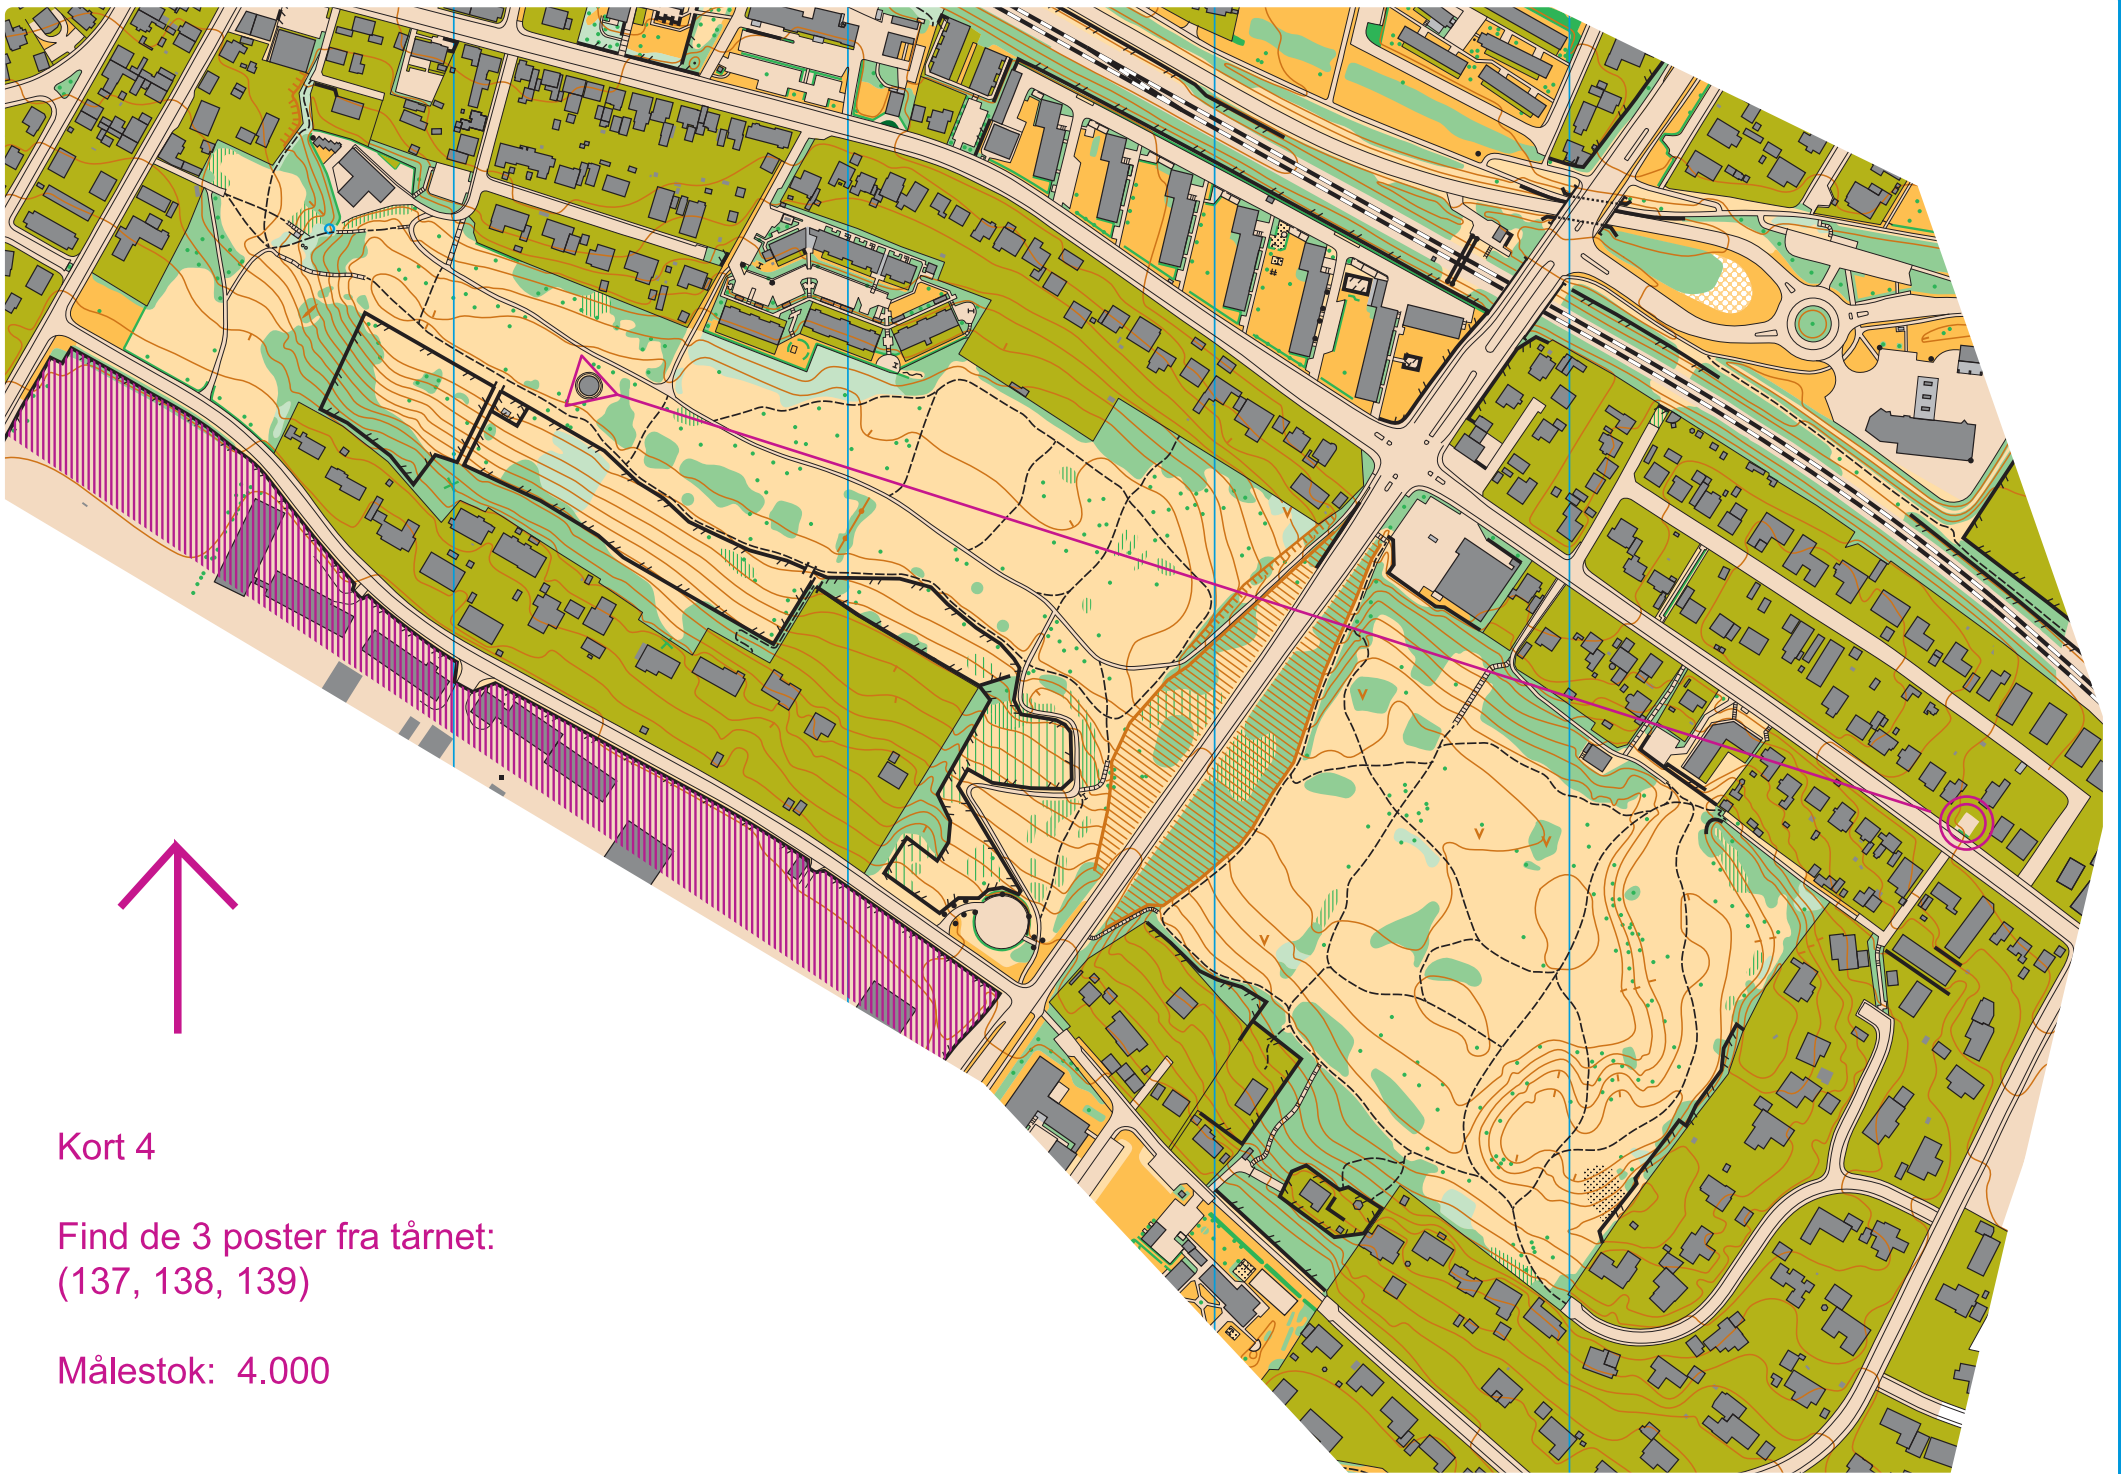 Kort 4
Find de 3 poster fra tårnet:
(137, 138, 139)
Målestok: 4.000